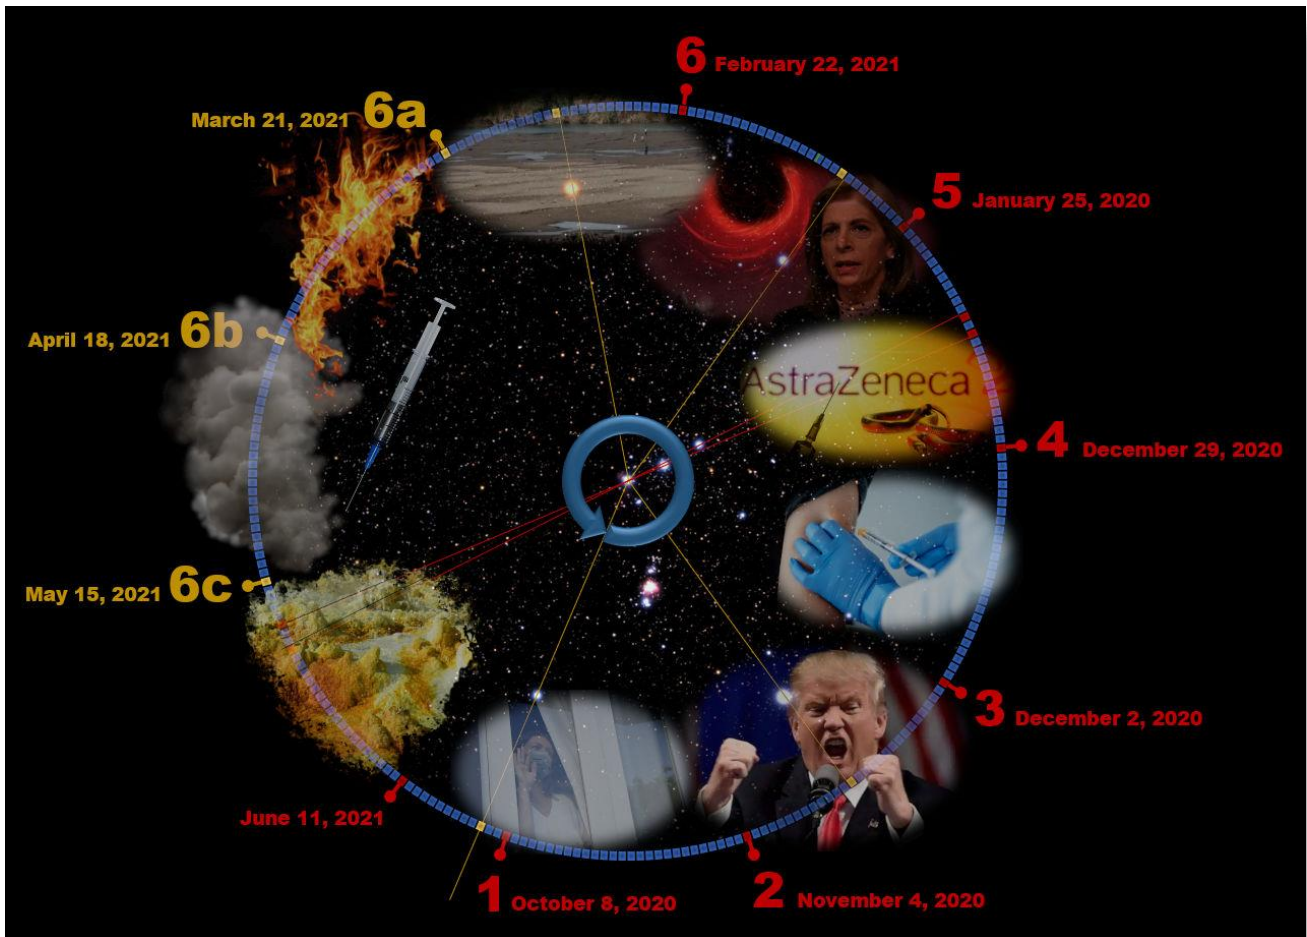 6 February 22, 2021
March 21, 2021 6a
5 January 25, 2020
April 18, 2021 6b
AstraZeneca
4 December 29, 2020
May 15, 2021 6c
3 December 2, 2020
June 11, 2021
1 October 8, 2020
2 November 4, 2020